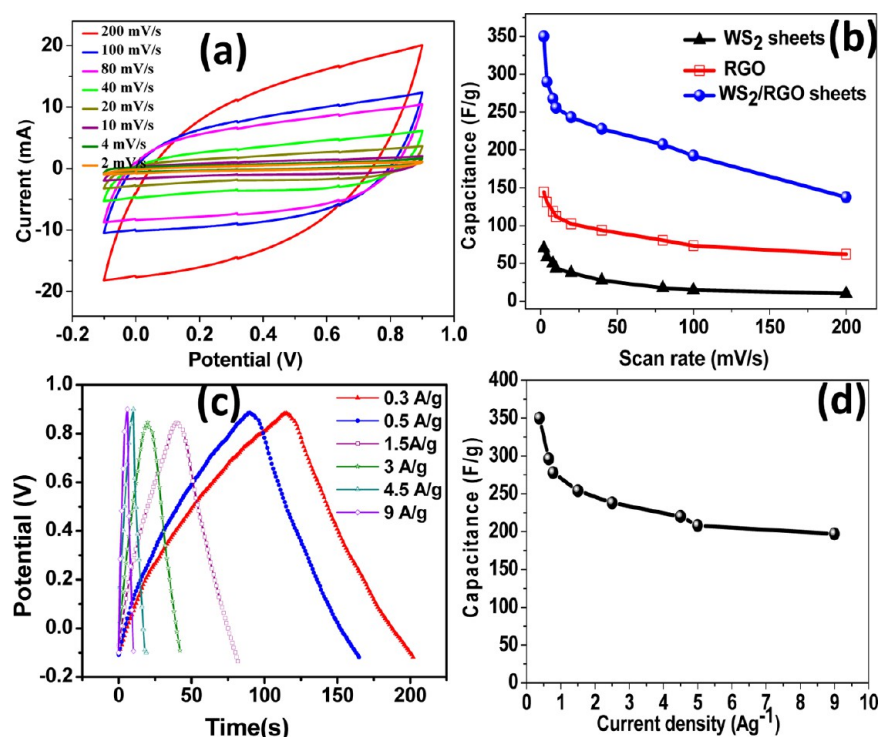 (a)
200 mV/s
100 mV/s
80 mV/s
40 mV/s
20 mV/s
10 mV/s
4 mV/s
2 mV/s
20
10
0
-10
-20
Current (mA)
-0.2 0.0 0.2 0.4 0.6 0.8 1.0
Potential (V)
(b)
WS2 sheets
RGO
WS2/RGO sheets
400
350
300
250
200
150
100
50
0
Capacitance (F/g)
0 50 100 150 200
Scan rate (mV/s)
(c)
0.3 A/g
0.5 A/g
1.5A/g
3 A/g
4.5 A/g
9 A/g
1.0
0.8
0.6
0.4
0.2
0.0
-0.2
Potential (V)
0 50 100 150 200
Time(s)
(d)
400
350
300
250
200
150
100
50
0
Capacitance (F/g)
0 1 2 3 4 5 6 7 8 9 10
Current density (Ag-1)